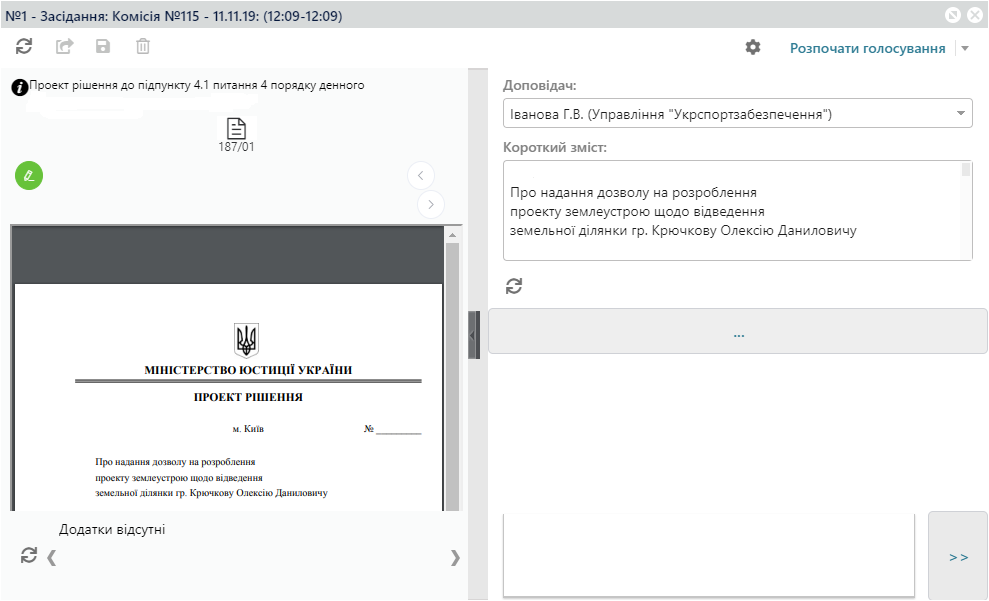 №1 - Засідання: Комісія №115 - 11.11.19: (12:09-12:09)
Розпочати голосування
Проект рішення до підпункту 4.1 питання 4 порядку денного
187/01
МІНІСТЕРСТВО ЮСТИЦІЇ УКРАЇНИ
ПРОЕКТ РІШЕННЯ
м. Київ № _________
Про надання дозволу на розроблення
проекту землеустрою щодо відведення
земельної ділянки гр. Крючкову Олексію Даниловичу
Додатки відсутні
Доповідач:
Іванова Г.В. (Управління "Укрспортзабезпечення")
Короткий зміст:
Про надання дозволу на розроблення
проекту землеустрою щодо відведення
земельної ділянки гр. Крючкову Олексію Даниловичу
...
>>